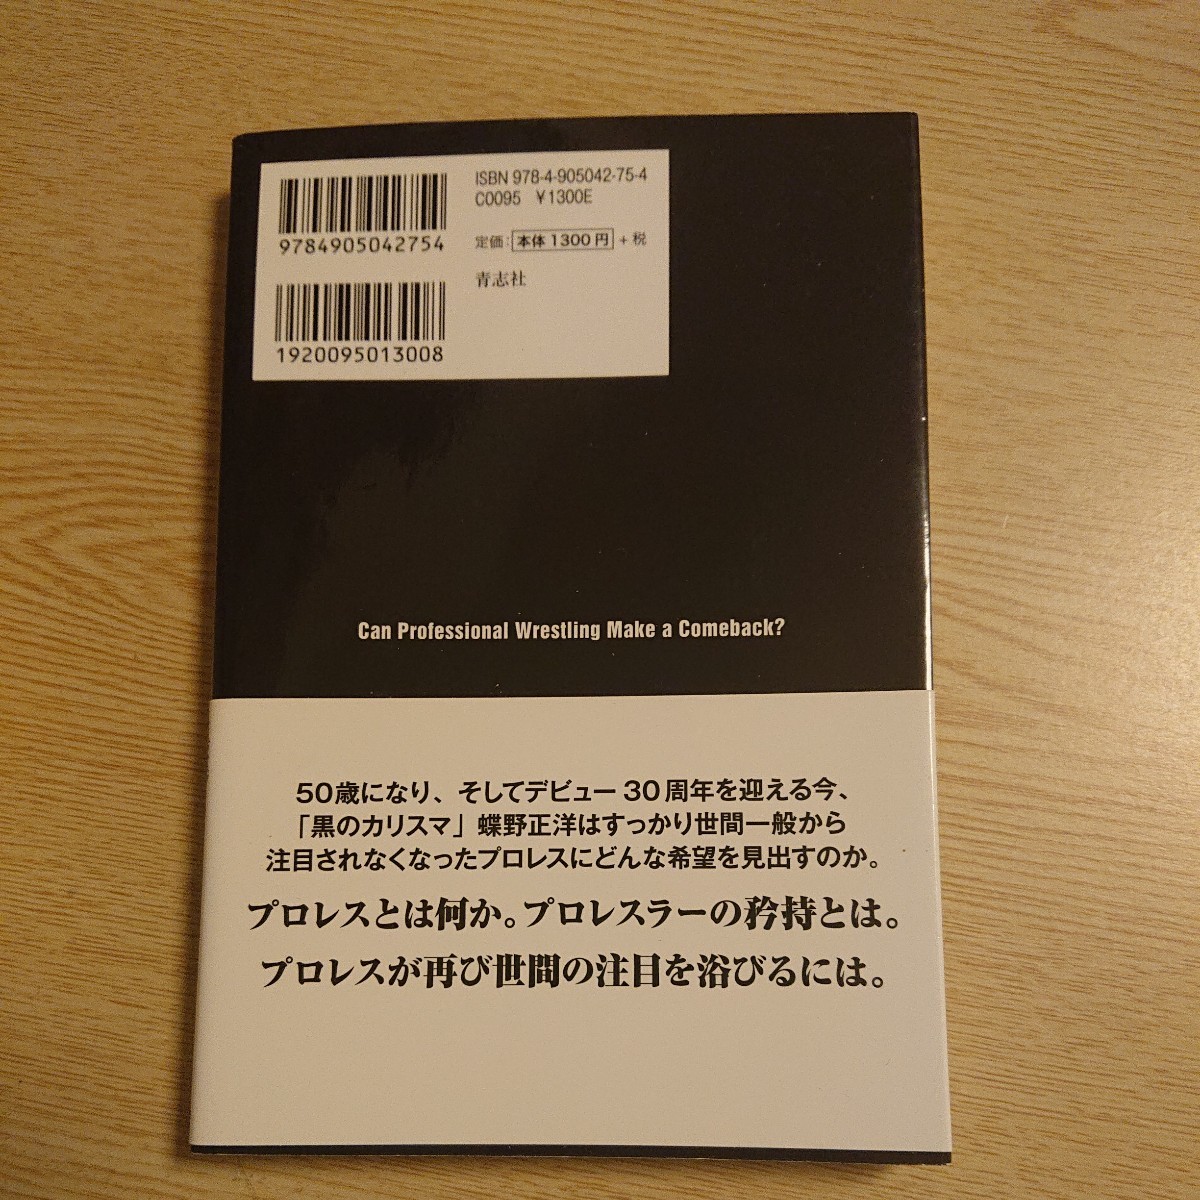 ISBN 978-4-905042-75-4
C0095 ¥1300E
定価：本体1300円＋税
青志社
9784905042754
1920095013008
Can Professional Wrestling Make a Comeback?
50歳になり、そしてデビュー30周年を迎える今、
「黒のカリスマ」蝶野正洋はすっかり世間一般から
注目されなくなったプロレスにどんな希望を見出すのか。
プロレスとは何か。プロレスラーの矜持とは。
プロレスが再び世間の注目を浴びるには。